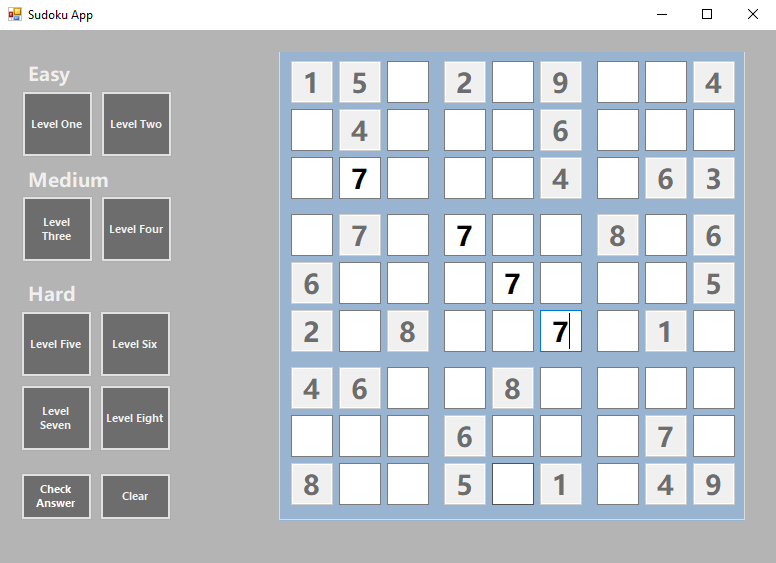 Sudoku App
Easy
Level One
Level Two
Medium
Level
Three
Level Four
Hard
Level Five
Level Six
Level
Seven
Level Eight
Check
Answer
Clear
1 5 2 9 4
4 6
7 4 6 3
7 7 8 6
6 7 5
2 8 7 1
4 6 8
6 7
8 5 1 4 9